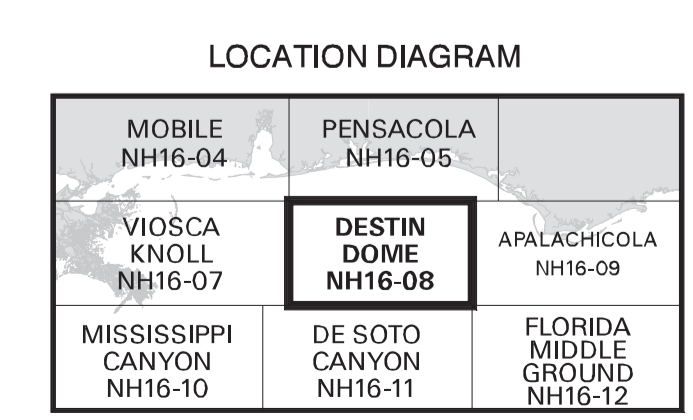 LOCATION DIAGRAM
MOBILE
NH16-04
PENSACOLA
NH16-05
VIOSCA
KNOLL
NH16-07
DESTIN
DOME
NH16-08
APALACHICOLA
NH16-09
MISSISSIPPI
CANYON
NH16-10
DE SOTO
CANYON
NH16-11
FLORIDA
MIDDLE
GROUND
NH16-12